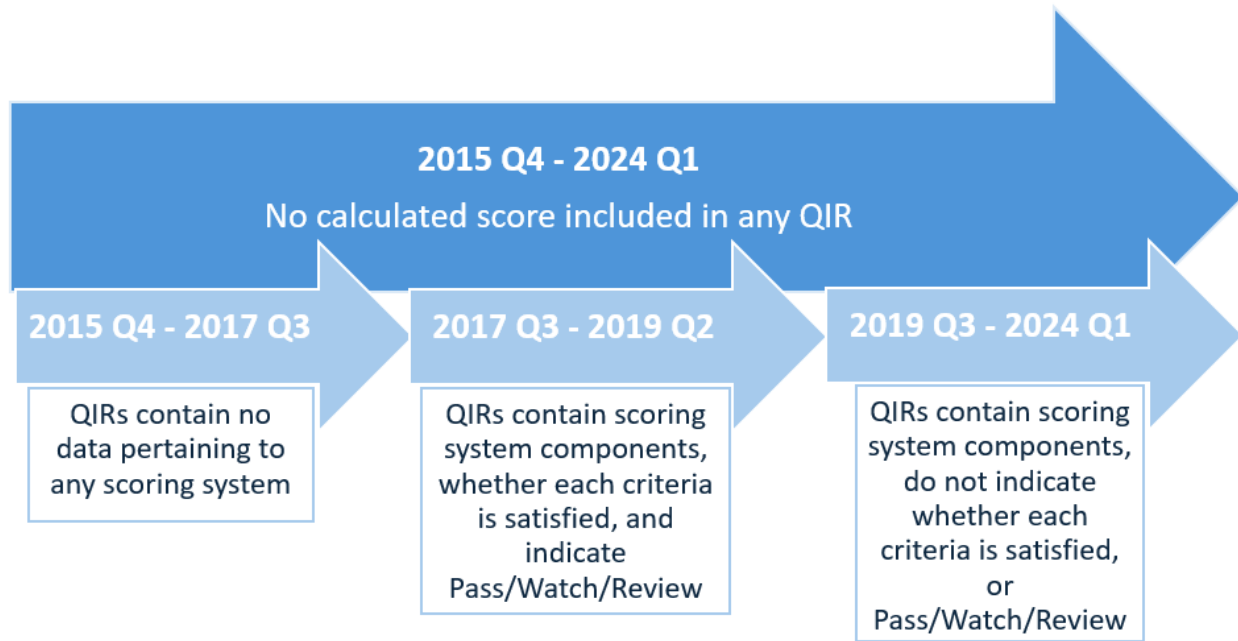 2015 Q4 - 2024 Q1
No calculated score included in any QIR
2015 Q4 - 2017 Q3
QIRs contain no
data pertaining to
any scoring system
2017 Q3 - 2019 Q2
QIRs contain scoring
system components,
whether each criteria
is satisfied, and
indicate
Pass/Watch/Review
2019 Q3 - 2024 Q1
QIRs contain scoring
system components,
do not indicate
whether each
criteria is satisfied,
or
Pass/Watch/Review